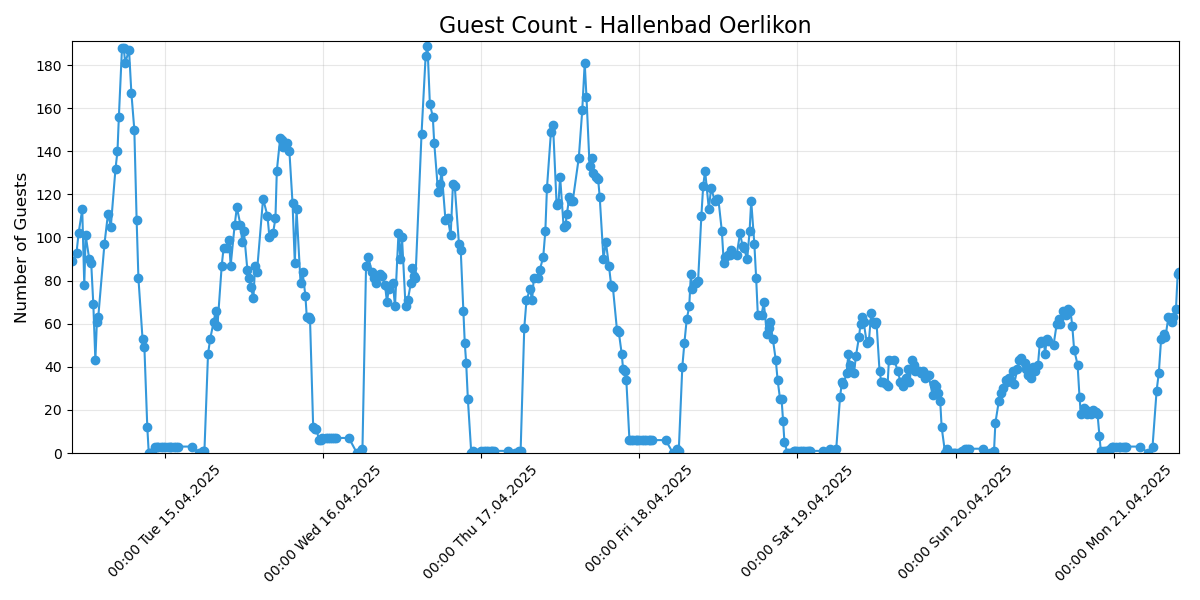 Guest Count - Hallenbad Oerlikon
Number of Guests
180
160
140
120
100
80
60
40
20
0
00:00 Tue 15.04.2025
00:00 Wed 16.04.2025
00:00 Thu 17.04.2025
00:00 Fri 18.04.2025
00:00 Sat 19.04.2025
00:00 Sun 20.04.2025
00:00 Mon 21.04.2025